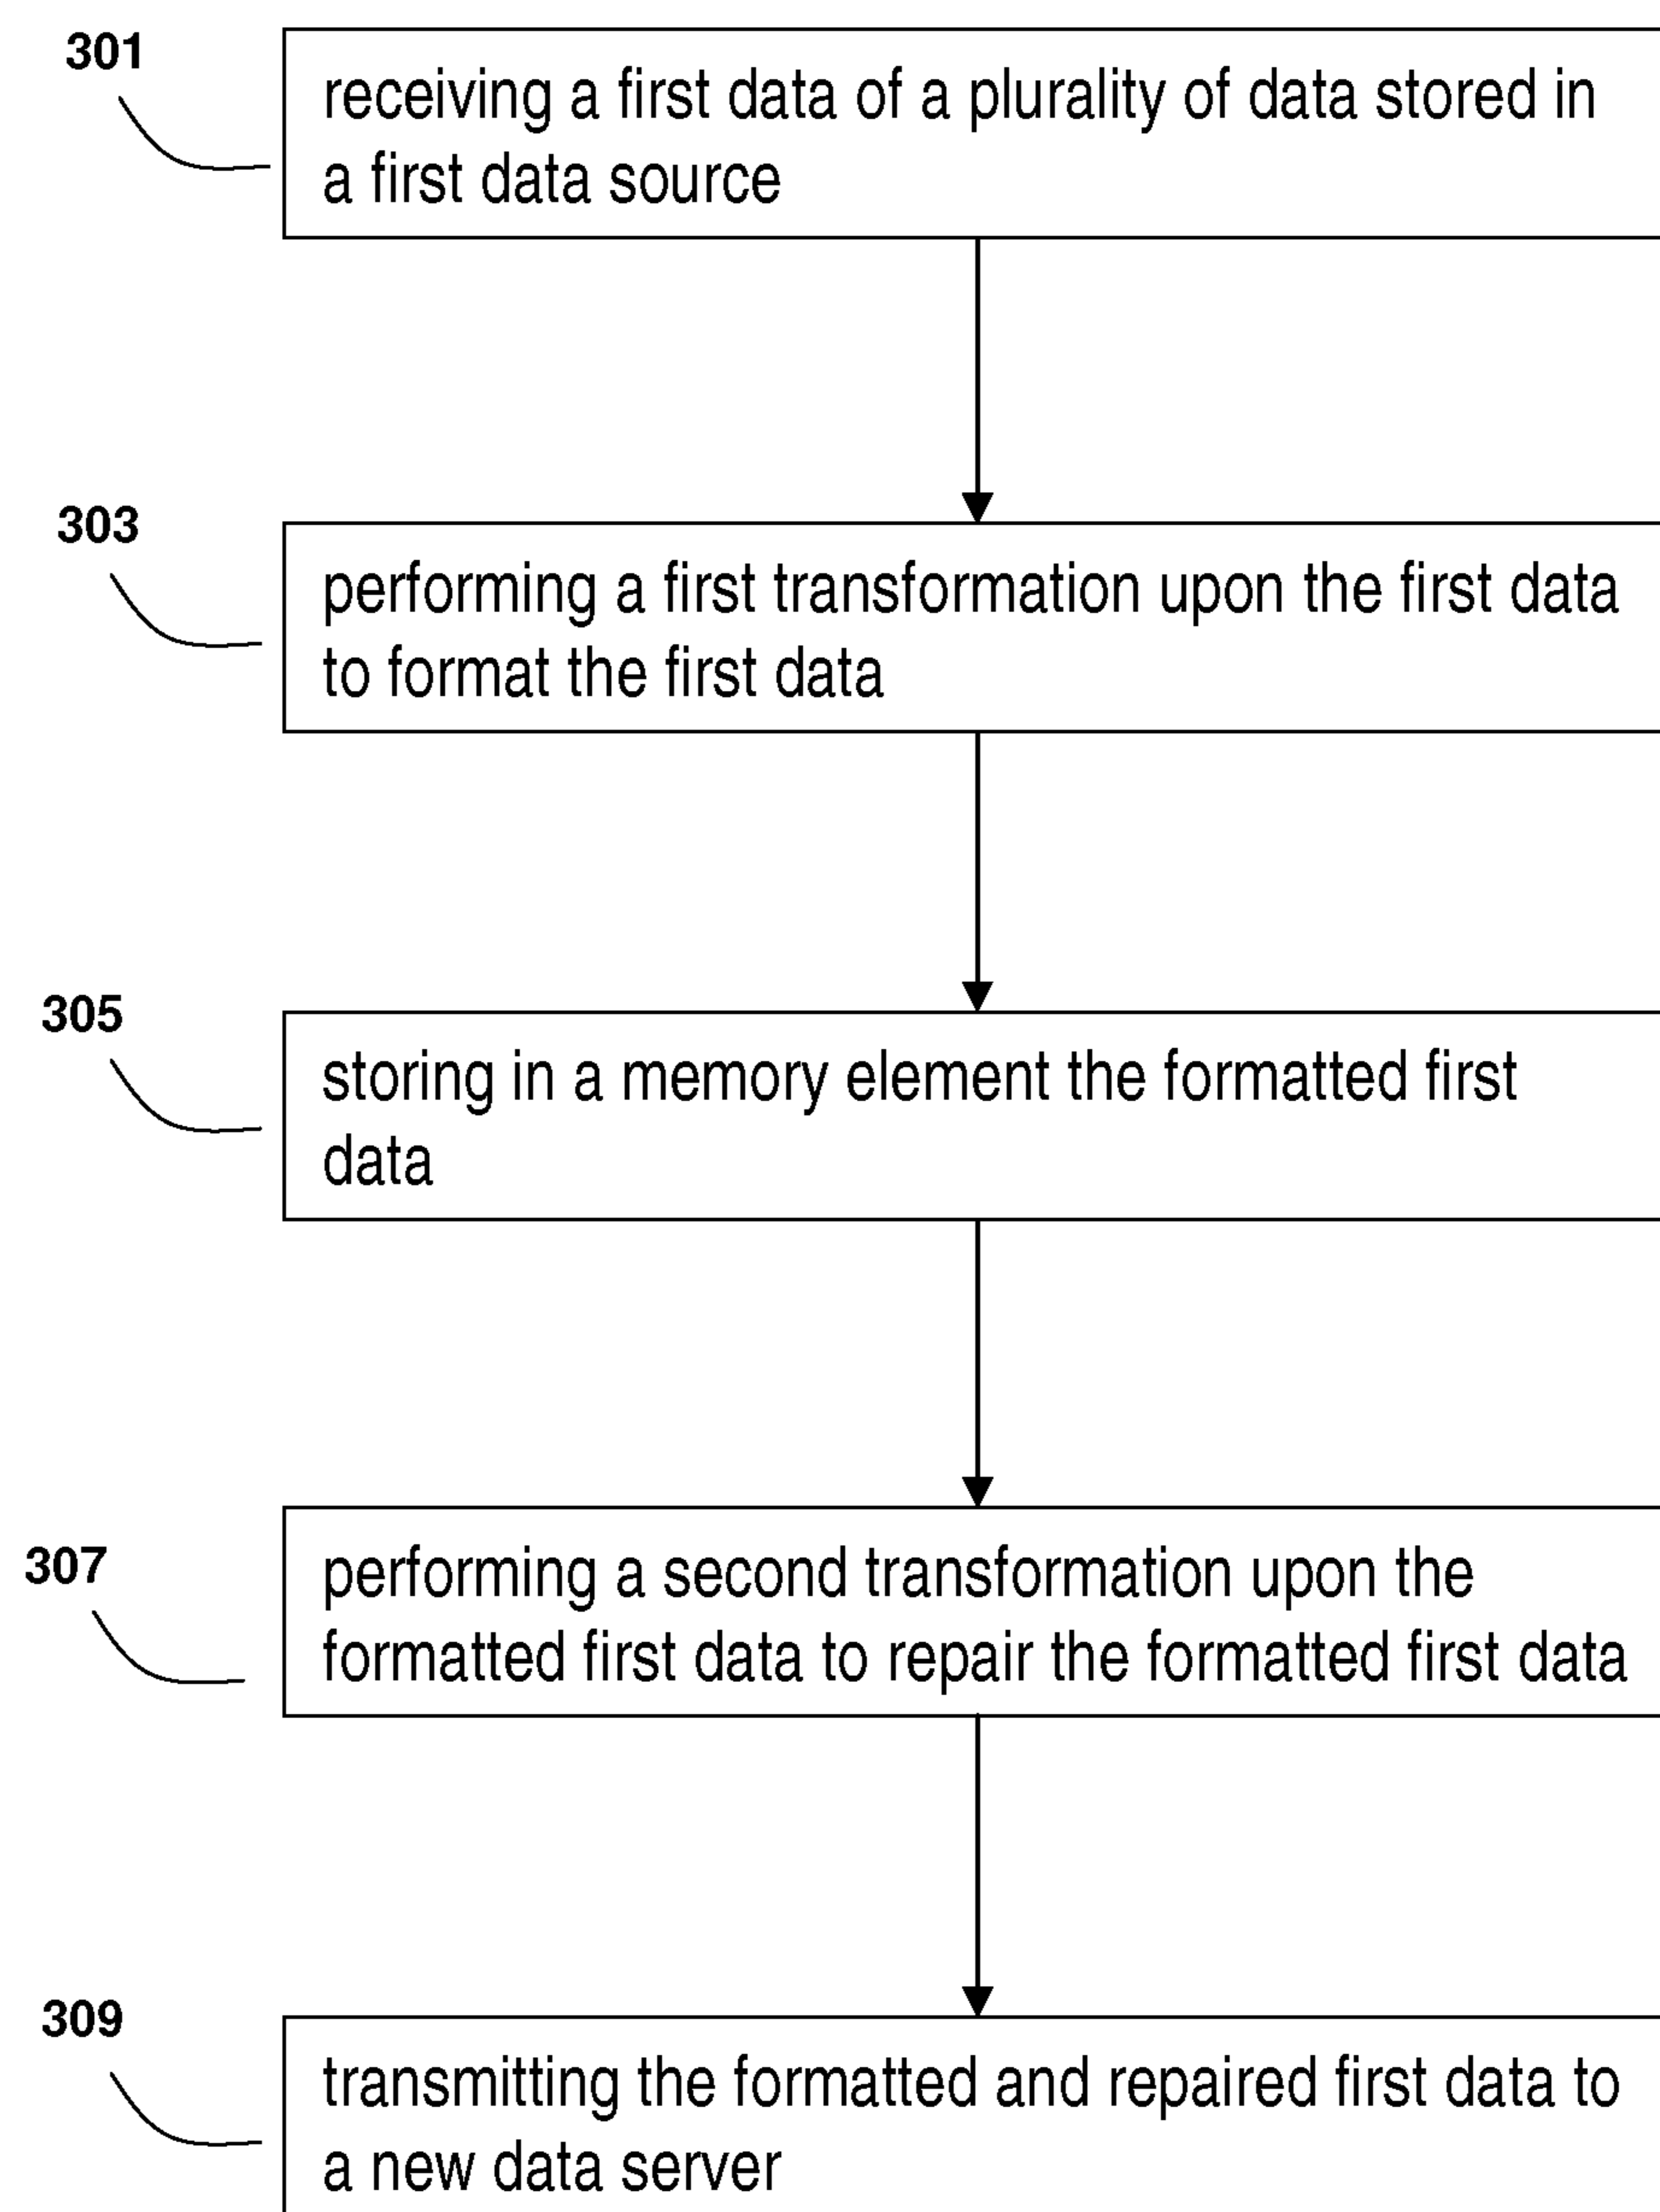 301
receiving a first data of a plurality of data stored in
a first data source
303
performing a first transformation upon the first data
to format the first data
305
storing in a memory element the formatted first
data
307
performing a second transformation upon the
formatted first data to repair the formatted first data
309
transmitting the formatted and repaired first data to
a new data server